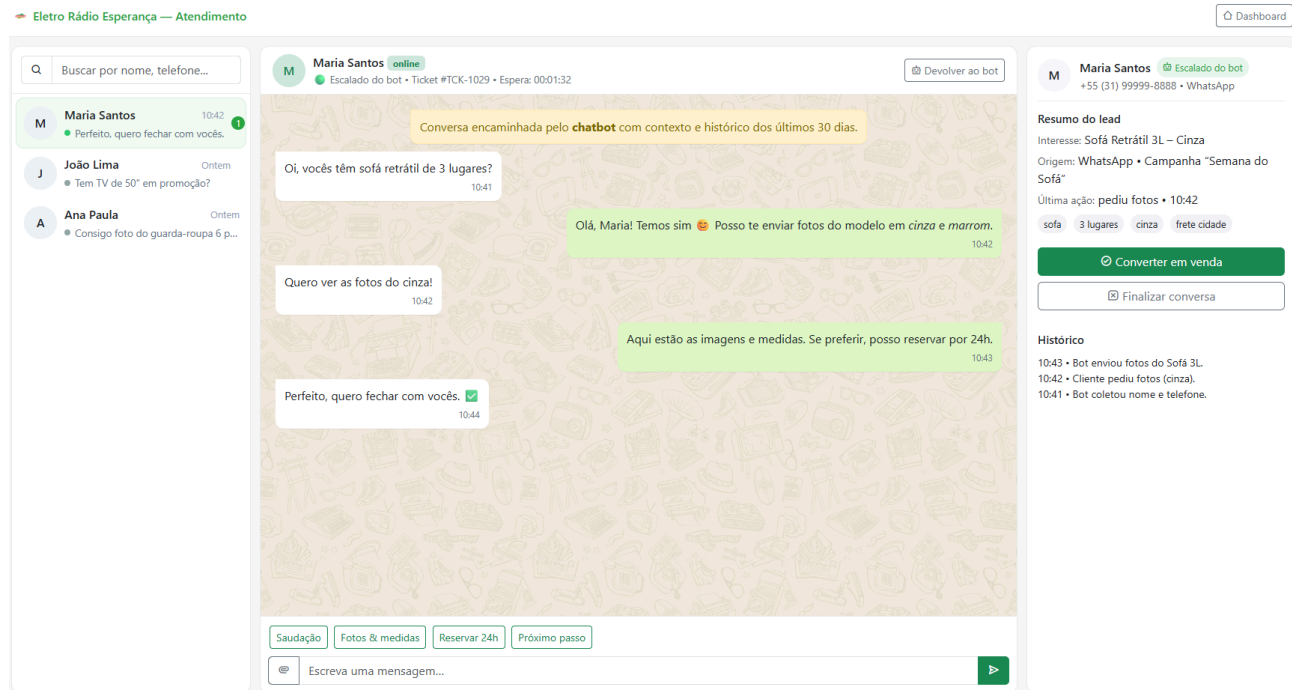 Eletro Rádio Esperança — Atendimento
Dashboard
Buscar por nome, telefone...
M
Maria Santos
10:42
Perfeito, quero fechar com vocês.
1
J
João Lima
Ontem
Tem TV de 50" em promoção?
A
Ana Paula
Ontem
Consigo foto do guarda-roupa 6 p...
M
Maria Santos online
Escalado do bot • Ticket #TCK-1029 • Espera: 00:01:32
Devolver ao bot
Conversa encaminhada pelo chatbot com contexto e histórico dos últimos 30 dias.
Oi, vocês têm sofá retrátil de 3 lugares?
10:41
Olá, Maria! Temos sim 😊 Posso te enviar fotos do modelo em cinza e marrom.
10:42
Quero ver as fotos do cinza!
10:42
Aqui estão as imagens e medidas. Se preferir, posso reservar por 24h.
10:43
Perfeito, quero fechar com vocês. ✅
10:44
Saudação
Fotos & medidas
Reservar 24h
Próximo passo
Escreva uma mensagem...
M
Maria Santos
Escalado do bot
+55 (31) 99999-8888 • WhatsApp
Resumo do lead
Interesse: Sofá Retrátil 3L – Cinza
Origem: WhatsApp • Campanha “Semana do
Sofá”
Última ação: pediu fotos • 10:42
sofa
3 lugares
cinza
frete cidade
Converter em venda
Finalizar conversa
Histórico
10:43 • Bot enviou fotos do Sofá 3L.
10:42 • Cliente pediu fotos (cinza).
10:41 • Bot coletou nome e telefone.